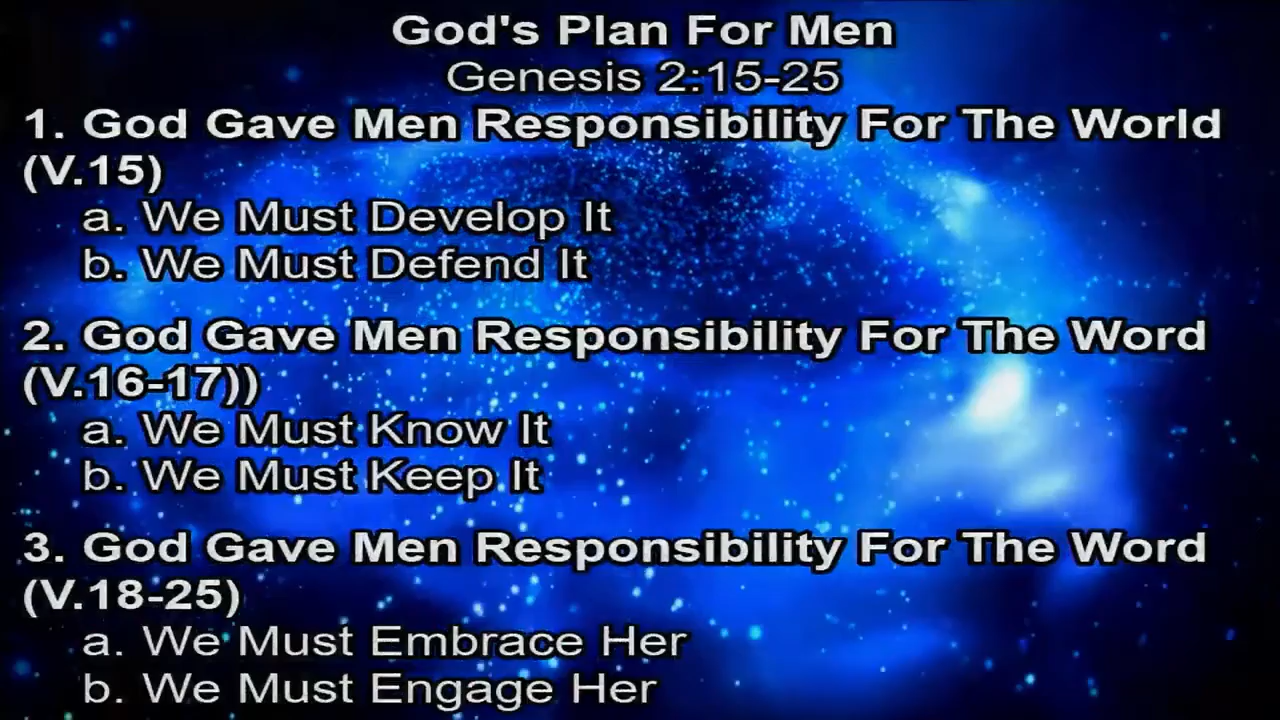 God's Plan For Men
Genesis 2:15-25
1. God Gave Men Responsibility For The World
(V.15)
a. We Must Develop It
b. We Must Defend It
2. God Gave Men Responsibility For The Word
(V.16-17))
a. We Must Know It
b. We Must Keep It
3. God Gave Men Responsibility For The Word
(V.18-25)
a. We Must Embrace Her
b. We Must Engage Her